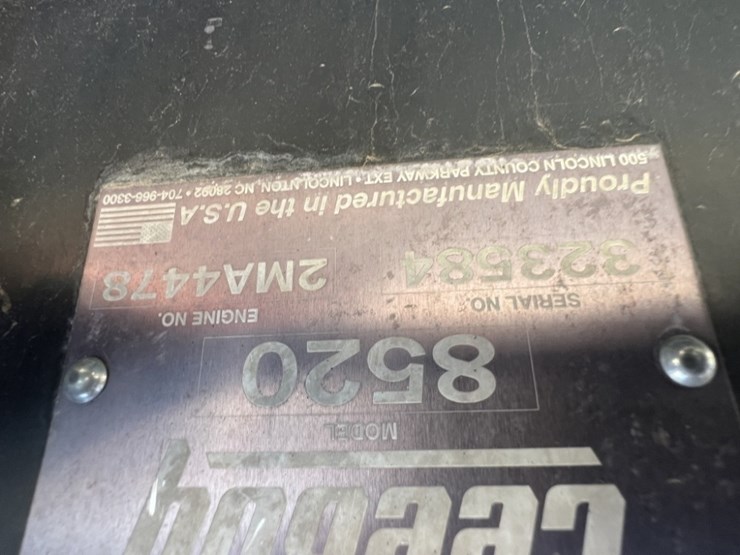 LeeBoy
MODEL
8520
SERIAL NO. ENGINE NO.
323584 2MA4478
Proudly Manufactured in the U.S.A
500 LINCOLN COUNTY PARKWAY EXT • LINCOLNTON, NC 28092 • 704-966-3300